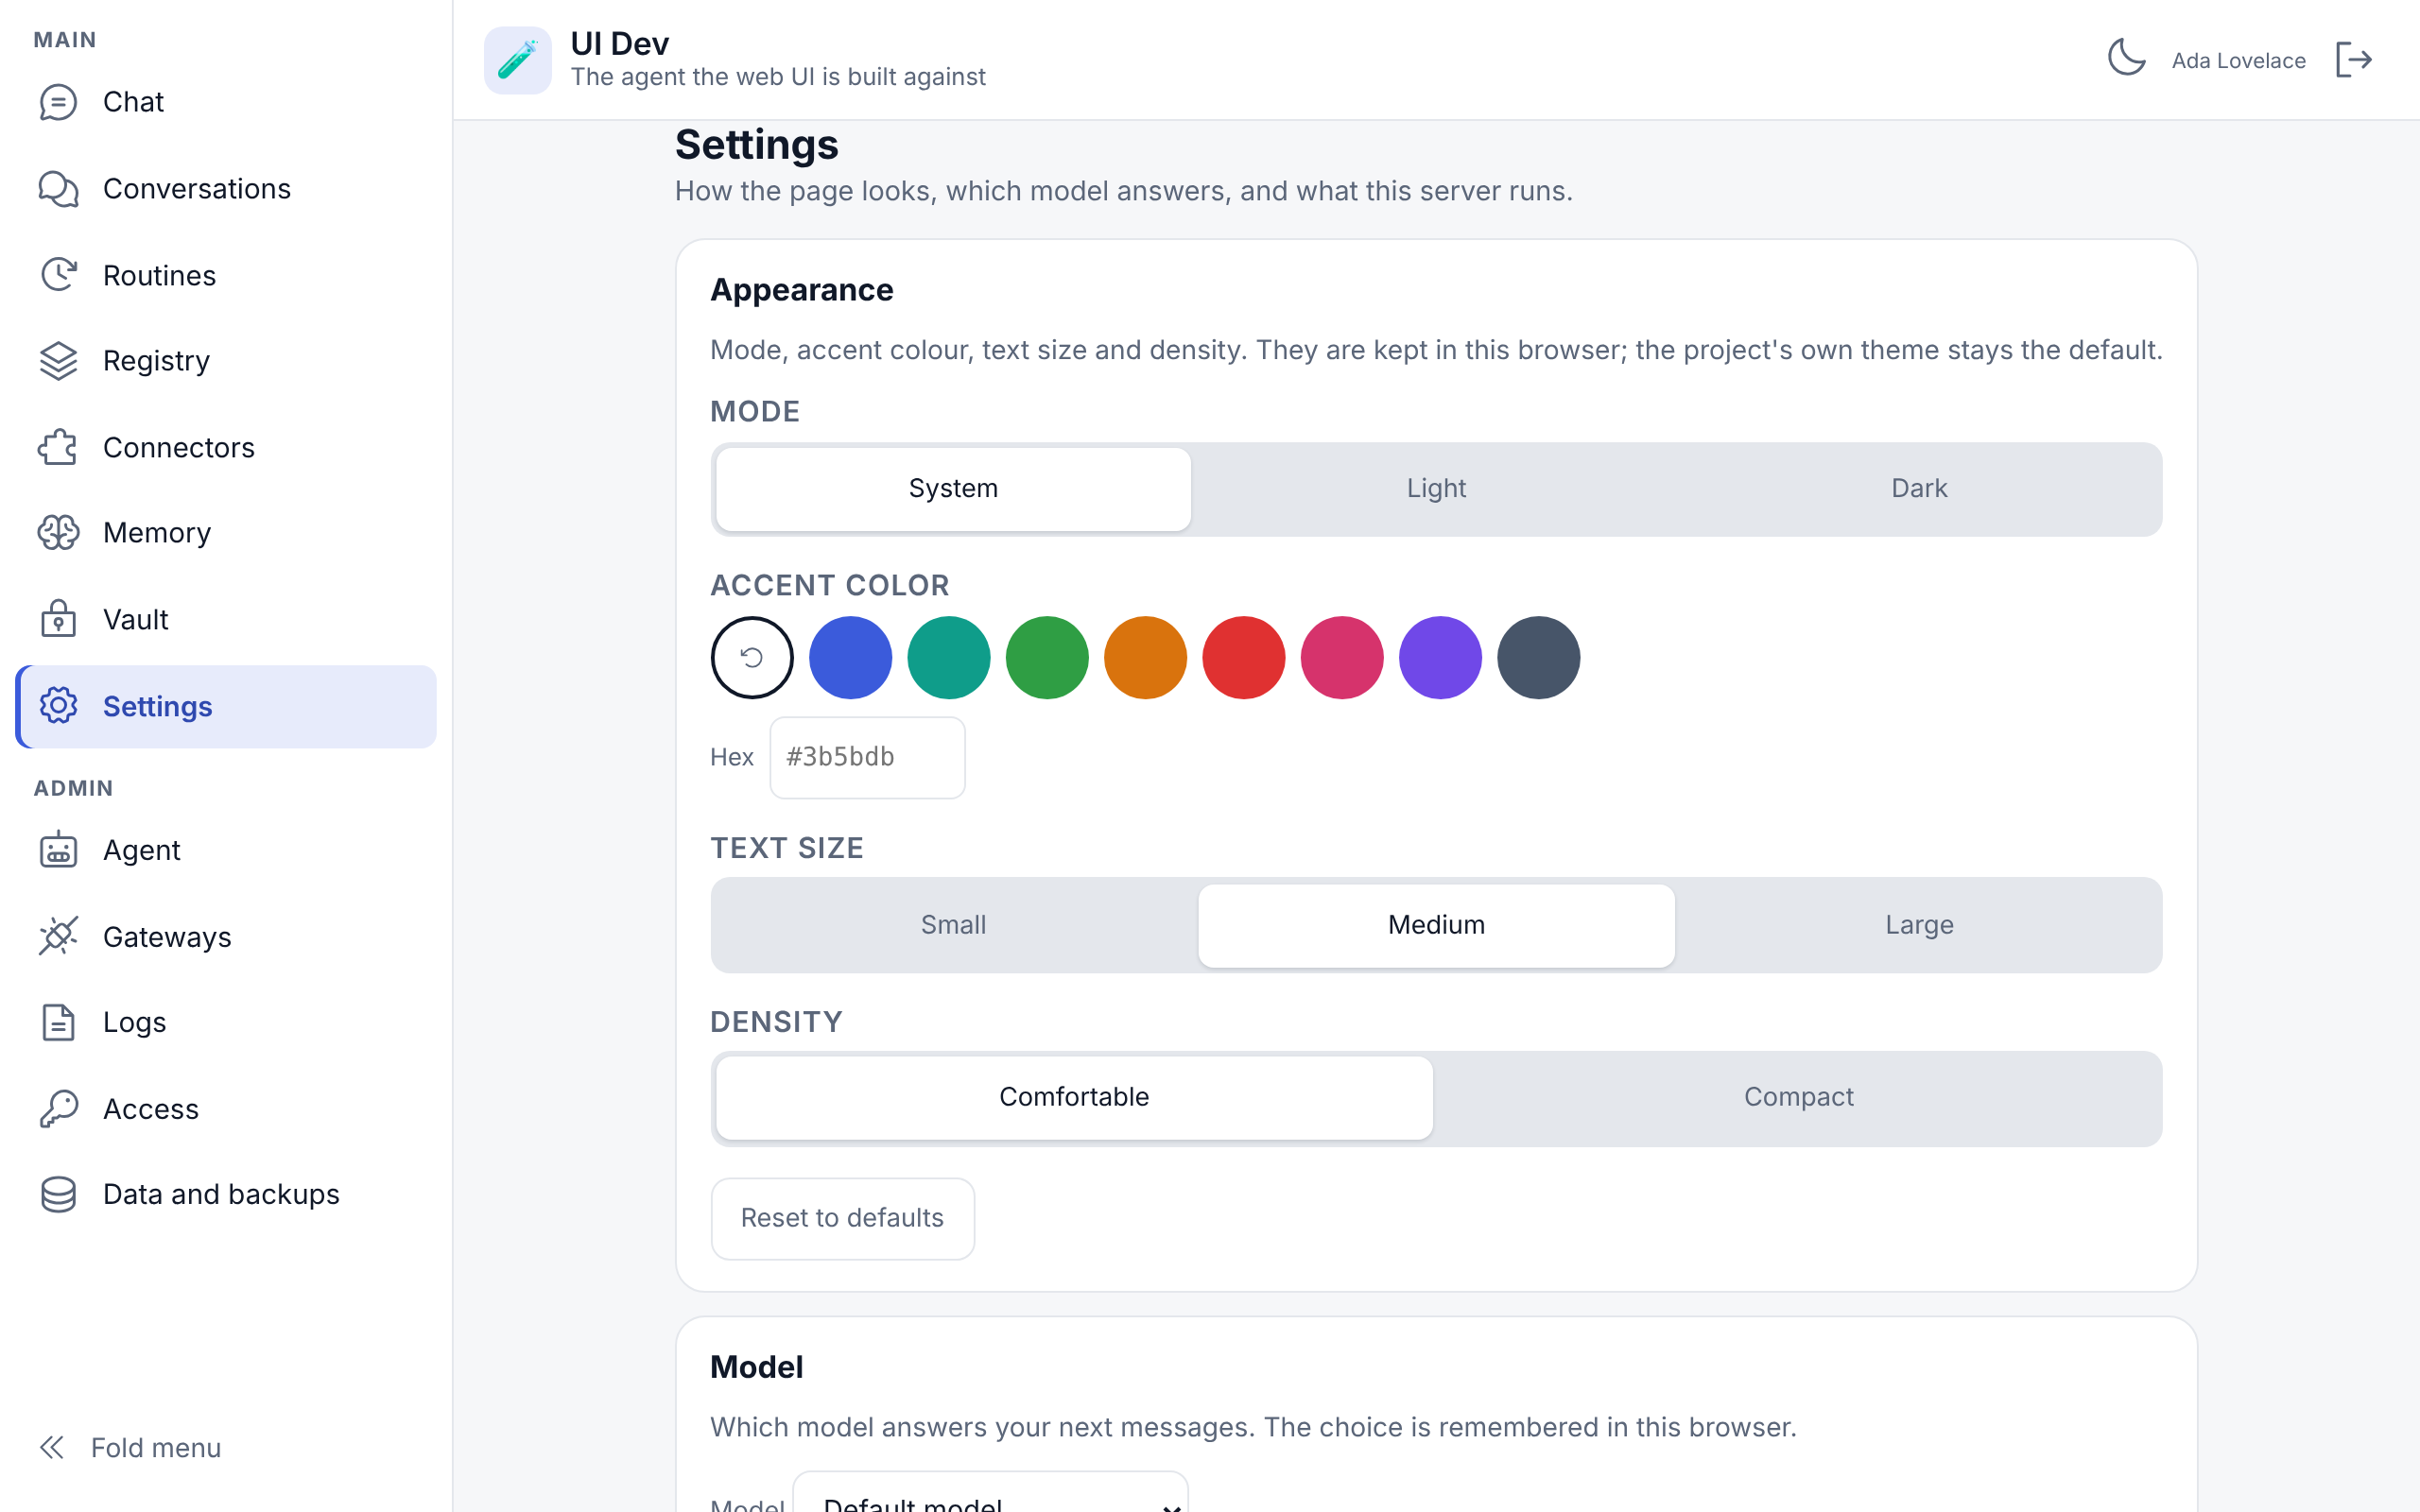 MAIN
Chat
Conversations
Routines
Registry
Connectors
Memory
Vault
Settings
ADMIN
Agent
Gateways
Logs
Access
Data and backups
Fold menu
UI Dev
The agent the web UI is built against
Ada Lovelace
Settings
How the page looks, which model answers, and what this server runs.
Appearance
Mode, accent colour, text size and density. They are kept in this browser; the project's own theme stays the default.
MODE
System Light Dark
ACCENT COLOR
Hex #3b5bdb
TEXT SIZE
Small Medium Large
DENSITY
Comfortable Compact
Reset to defaults
Model
Which model answers your next messages. The choice is remembered in this browser.
Model Default model